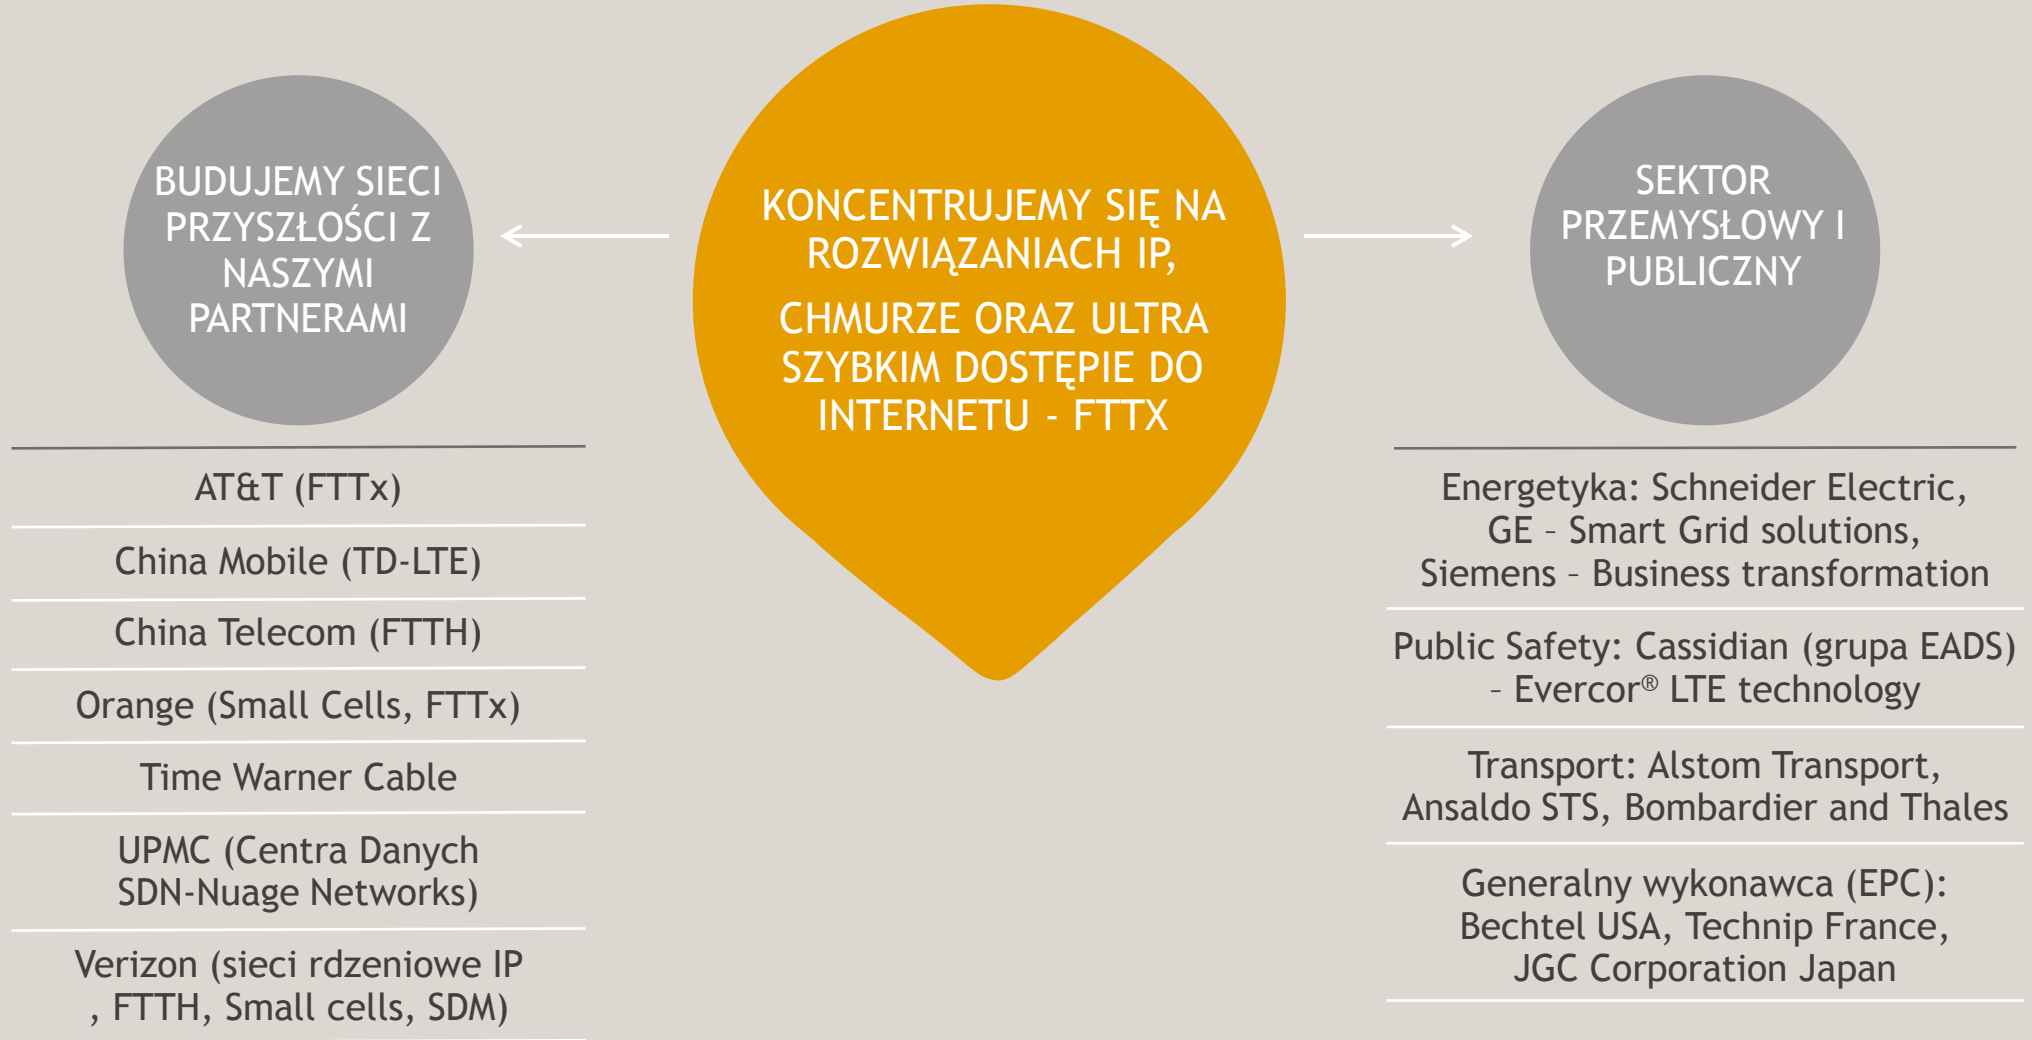 BUDUJEMY SIECI
PRZYSZŁOŚCI Z
NASZYMI
PARTNERAMI
AT&T (FTTx)
China Mobile (TD-LTE)
China Telecom (FTTH)
Orange (Small Cells, FTTx)
Time Warner Cable
UPMC (Centra Danych
SDN-Nuage Networks)
Verizon (sieci rdzeniowe IP
, FTTH, Small cells, SDM)
KONCENTRUJEMY SIĘ NA
ROZWIĄZANIACH IP,
CHMURZE ORAZ ULTRA
SZYBKIM DOSTĘPIE DO
INTERNETU - FTTX
SEKTOR
PRZEMYSŁOWY I
PUBLICZNY
Energetyka: Schneider Electric,
GE – Smart Grid solutions,
Siemens – Business transformation
Public Safety: Cassidian (grupa EADS)
– Evercor® LTE technology
Transport: Alstom Transport,
Ansaldo STS, Bombardier and Thales
Generalny wykonawca (EPC):
Bechtel USA, Technip France,
JGC Corporation Japan